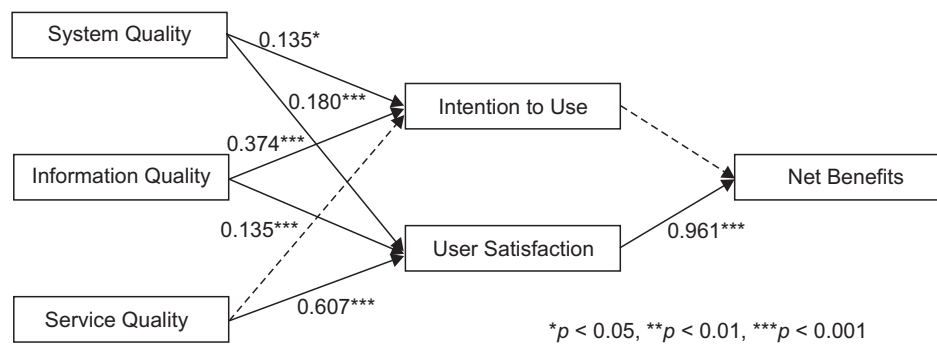 System Quality
0.135*
0.180***
Intention to Use
0.374***
Information Quality
Net Benefits
0.135***
User Satisfaction
0.961***
0.607***
Service Quality
*p < 0.05, **p < 0.01, ***p < 0.001